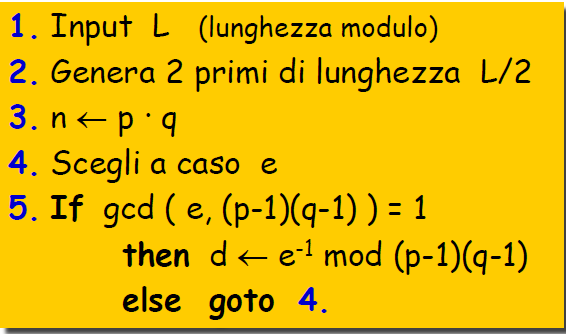 1. Input L (lunghezza modulo)
2. Genera 2 primi di lunghezza L/2
3. n ← p · q
4. Scegli a caso e
5. If gcd ( e, (p-1)(q-1) ) = 1
then d ← e⁻¹ mod (p-1)(q-1)
else goto 4.